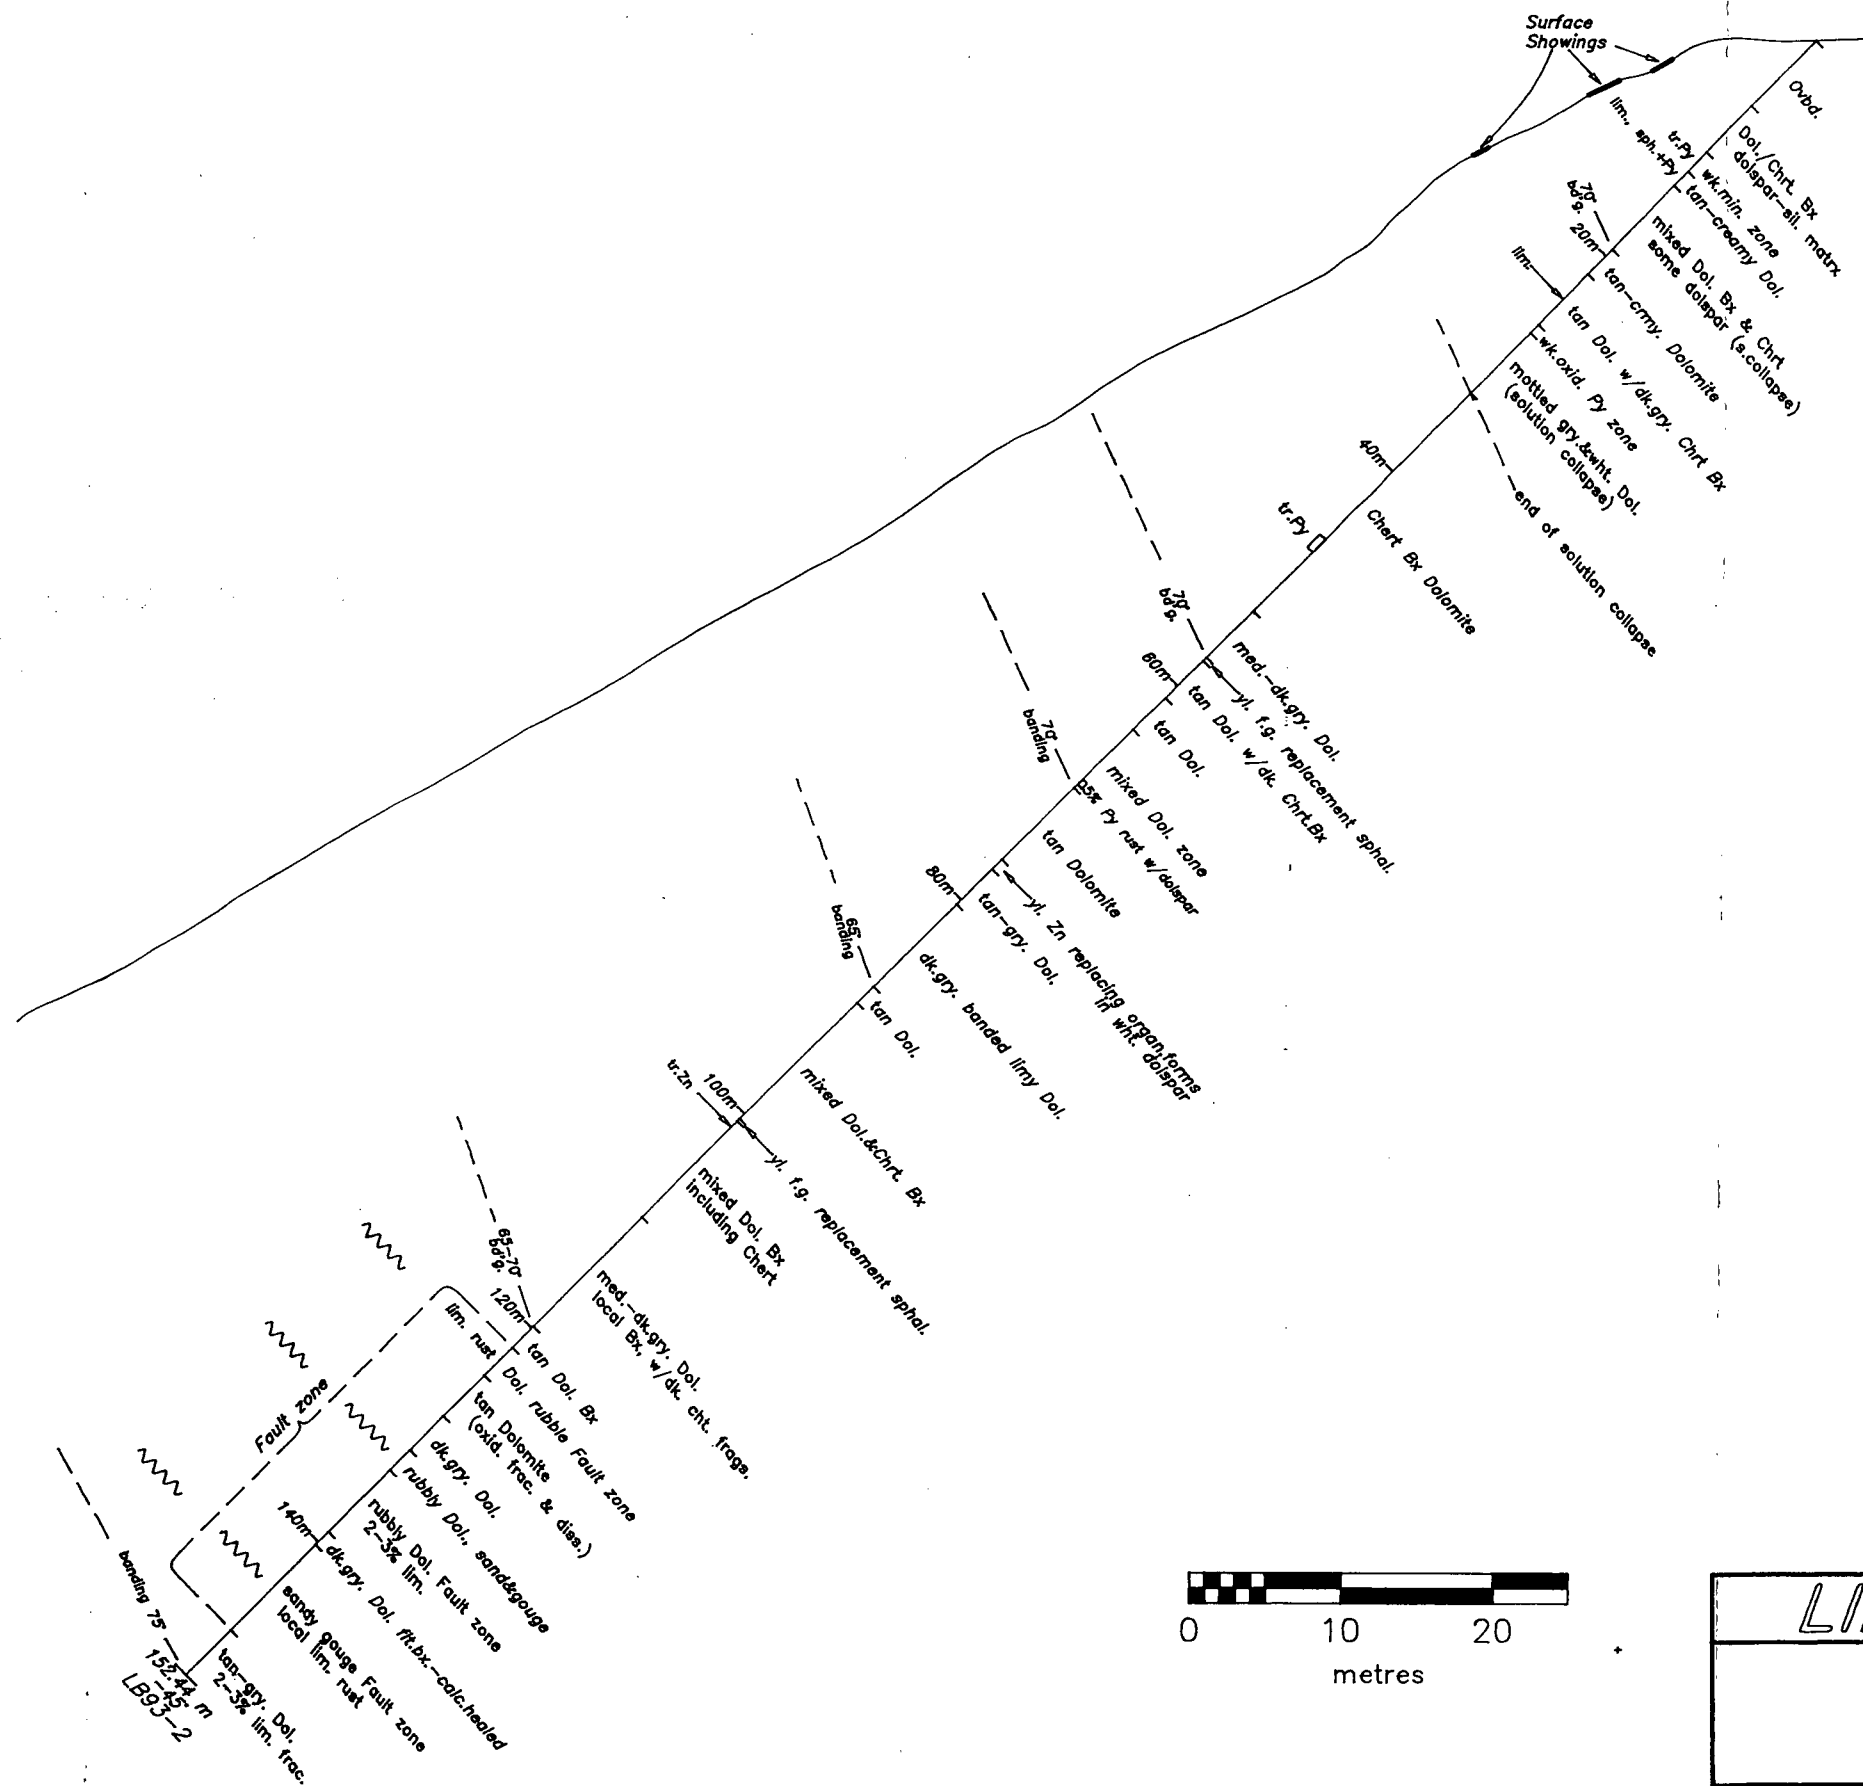 Surface
Showings
Ovbd.
Dol./Chrt. Bx
dolspar-sil. matrx
tr.Py
wk.min. zone
lim., sph.+Py
tan-creamy Dol.
mixed Dol. Bx & Chrt
some dolspar (s.collapse)
70°
bd'g.
20m
tan-crmy. Dolomite
lim.
tan Dol. w/dk.gry. Chrt Bx
wk.oxid. Py zone
mottled gry.&wht. Dol.
(solution collapse)
end of solution collapse
40m
Chert Bx Dolomite
tr.Py
med.-dk.gry. Dol.
70°
bd'g.
yl. f.g. replacement sphal.
60m
tan Dol. w/dk. Chrt.Bx
tan Dol.
mixed Dol. zone
70°
banding
5% Py rust w/dolspar
tan Dolomite
yl. Zn replacing organ.forms
in wht. dolspar
80m
tan-gry. Dol.
dk.gry. banded limy Dol.
65°
banding
tan Dol.
mixed Dol.&Chrt. Bx
100m
tr.Zn
yl. f.g. replacement sphal.
mixed Dol. Bx
including Chert
med.-dk.gry. Dol.
local Bx, w/dk. cht. frags.
65-70°
bd'g.
120m
tan Dol. Bx
lim. rust
Dol. rubble Fault zone
tan Dolomite
(oxid. frac. & diss.)
Fault zone
dk.gry. Dol.
rubbly Dol., sand&gouge
rubbly Dol. Fault zone
2-3% lim.
140m
dk.gry. Dol. flt.bx.-calc.healed
sandy gouge Fault zone
local lim. rust
tan-gry. Dol.
2-3% lim. frac.
banding 75°
152.44 m
-45°
LB93-2
0 10 20
metres